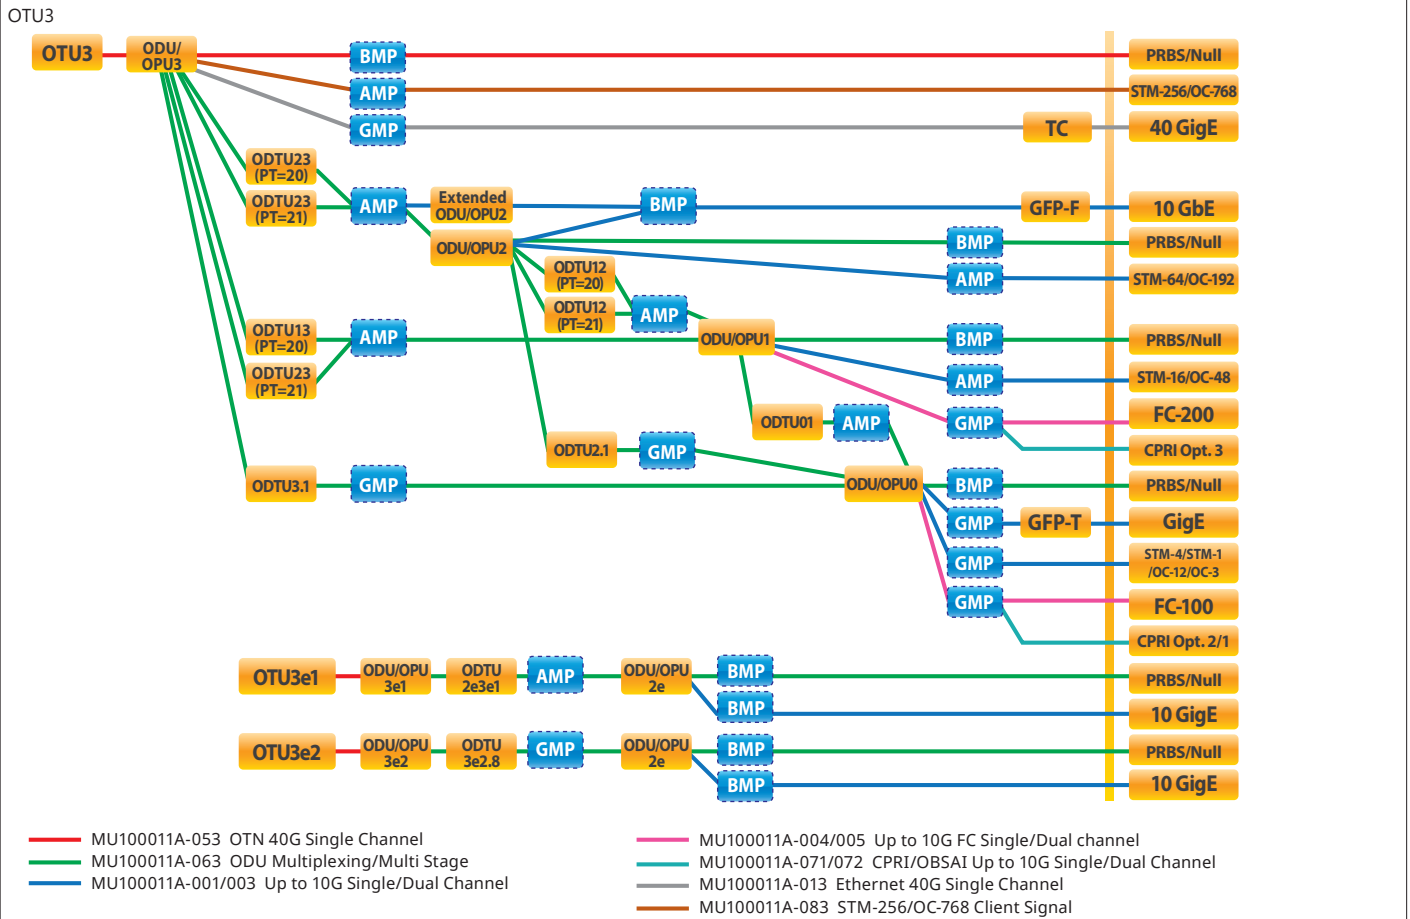 OTU3
OTU3
ODU/
OPU3
BMP
PRBS/Null
AMP
STM-256/OC-768
GMP
TC
40 GigE
ODTU23
(PT=20)
ODTU23
(PT=21)
AMP
Extended
ODU/OPU2
BMP
GFP-F
10 GbE
ODU/OPU2
BMP
PRBS/Null
ODTU12
(PT=20)
AMP
STM-64/OC-192
ODTU12
(PT=21)
AMP
ODTU13
(PT=20)
AMP
ODU/OPU1
BMP
PRBS/Null
ODTU23
(PT=21)
AMP
STM-16/OC-48
ODTU01
AMP
GMP
FC-200
CPRI Opt. 3
ODTU2.1
GMP
ODTU3.1
GMP
ODU/OPU0
BMP
PRBS/Null
GMP
GFP-T
GigE
GMP
STM-4/STM-1
/OC-12/OC-3
GMP
FC-100
CPRI Opt. 2/1
OTU3e1
ODU/OPU
3e1
ODTU
2e3e1
AMP
ODU/OPU
2e
BMP
PRBS/Null
BMP
10 GigE
OTU3e2
ODU/OPU
3e2
ODTU
3e2.8
GMP
ODU/OPU
2e
BMP
PRBS/Null
BMP
10 GigE
MU100011A-053 OTN 40G Single Channel
MU100011A-063 ODU Multiplexing/Multi Stage
MU100011A-001/003 Up to 10G Single/Dual Channel
MU100011A-004/005 Up to 10G FC Single/Dual channel
MU100011A-071/072 CPRI/OBSAI Up to 10G Single/Dual Channel
MU100011A-013 Ethernet 40G Single Channel
MU100011A-083 STM-256/OC-768 Client Signal